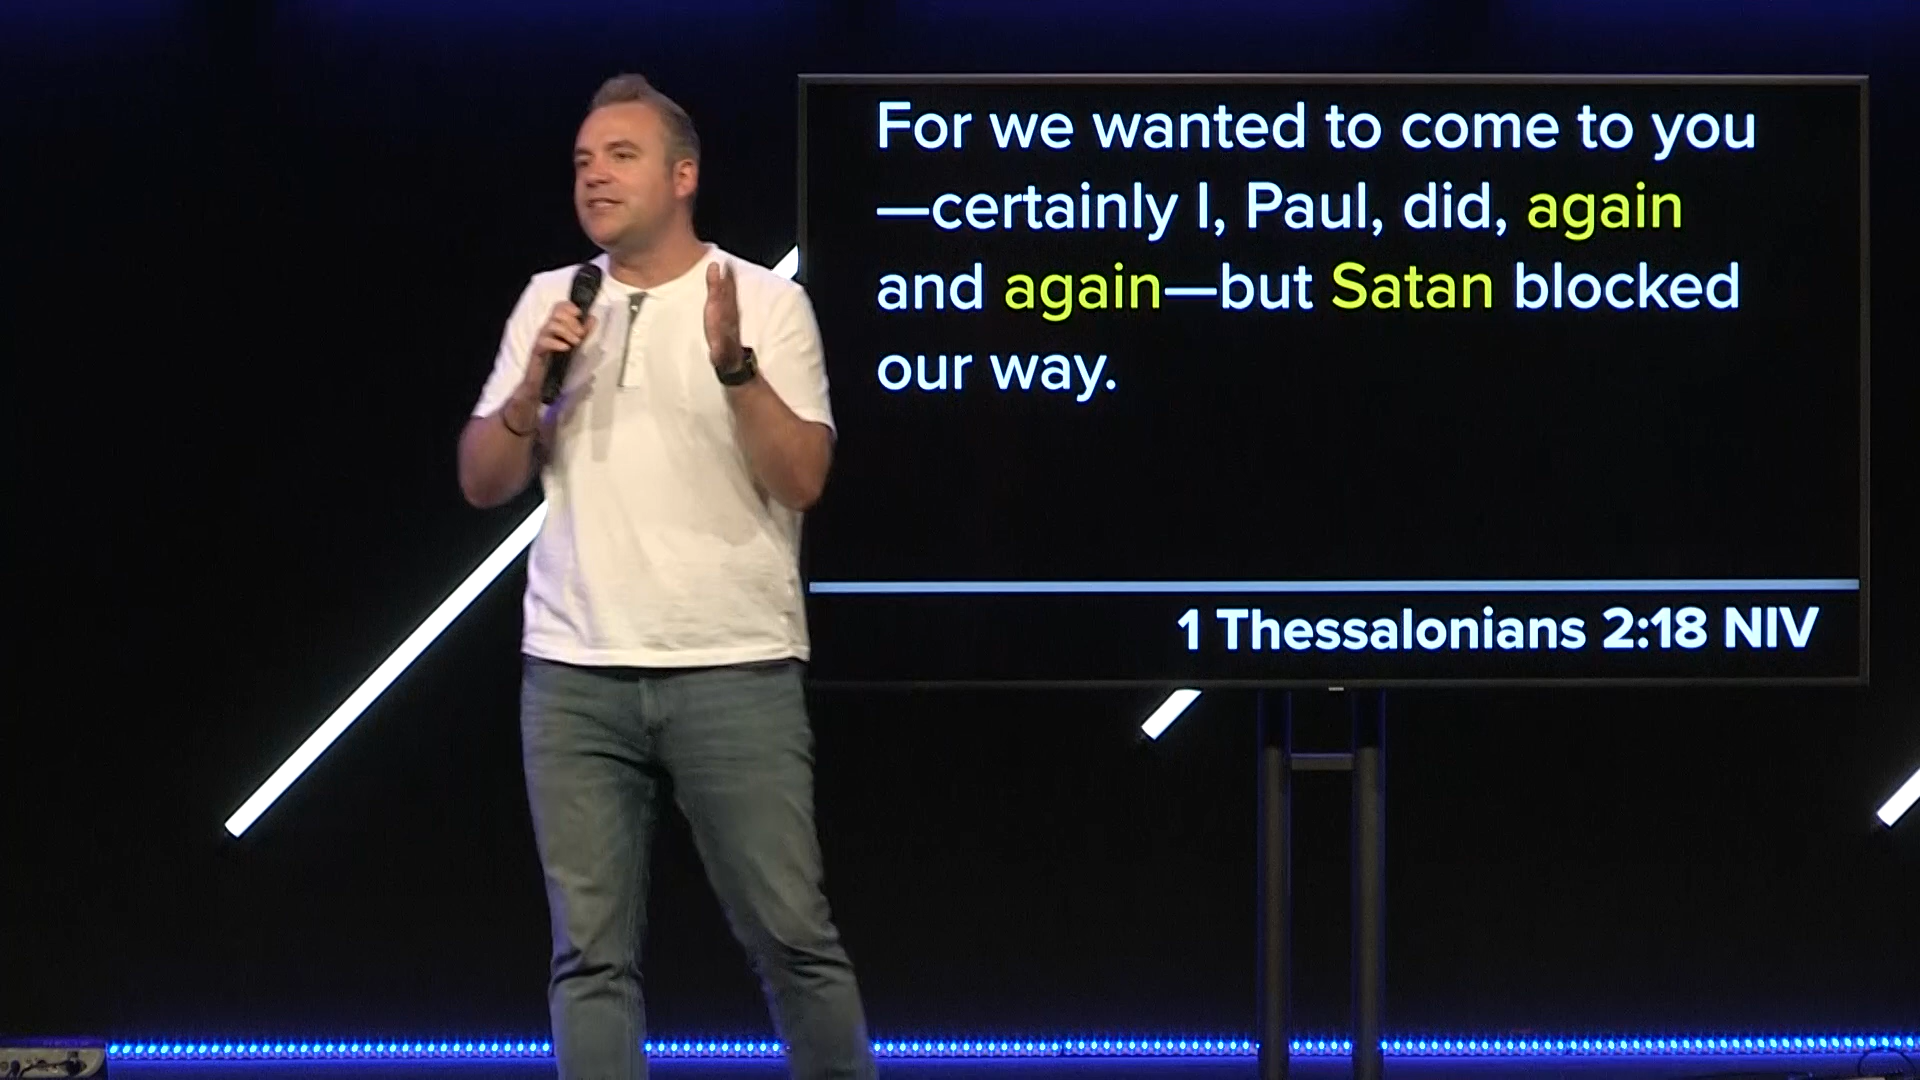 For we wanted to come to you
—certainly I, Paul, did, again
and again—but Satan blocked
our way.
1 Thessalonians 2:18 NIV